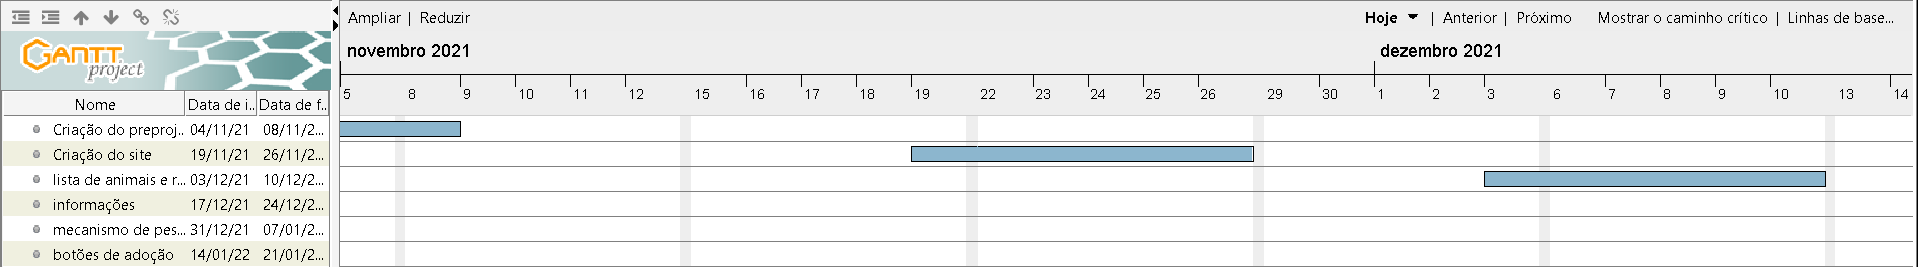 Ampliar | Reduzir
Hoje | Anterior | Próximo Mostrar o caminho crítico | Linhas de base...
GANTT
project
novembro 2021 dezembro 2021
5 8 9 10 11 12 15 16 17 18 19 22 23 24 25 26 29 30 1 2 3 6 7 8 9 10 13 14
Nome Data de i.. Data de f..
Criação do preproj.. 04/11/21 08/11/2...
Criação do site 19/11/21 26/11/2...
lista de animais e r... 03/12/21 10/12/2...
informações 17/12/21 24/12/2...
mecanismo de pes... 31/12/21 07/01/2...
botões de adoção 14/01/22 21/01/2...